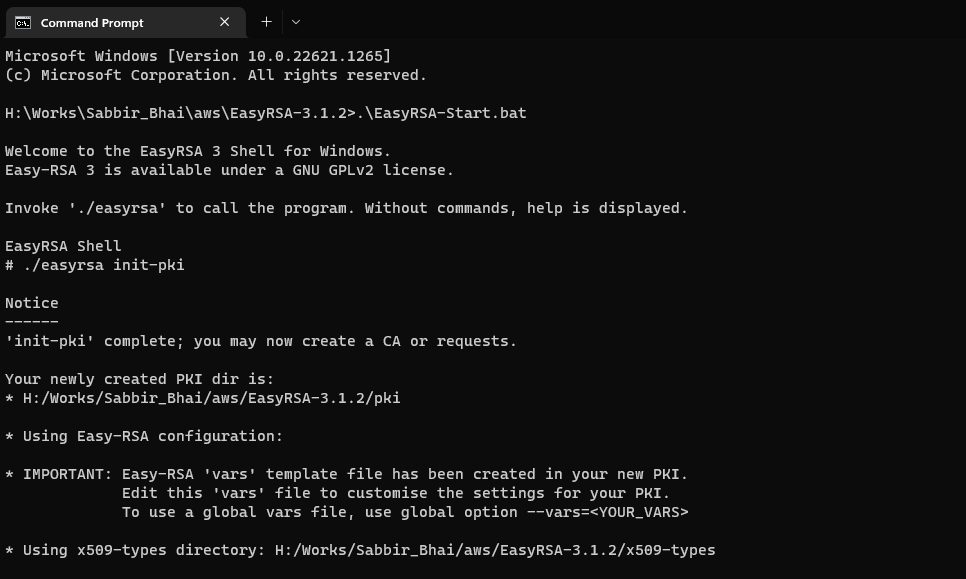 Command Prompt
Microsoft Windows [Version 10.0.22621.1265]
(c) Microsoft Corporation. All rights reserved.
H:\Works\Sabbir_Bhai\aws\EasyRSA-3.1.2>.\EasyRSA-Start.bat
Welcome to the EasyRSA 3 Shell for Windows.
Easy-RSA 3 is available under a GNU GPLv2 license.
Invoke './easyrsa' to call the program. Without commands, help is displayed.
EasyRSA Shell
# ./easyrsa init-pki
Notice
------
'init-pki' complete; you may now create a CA or requests.
Your newly created PKI dir is:
* H:/Works/Sabbir_Bhai/aws/EasyRSA-3.1.2/pki
* Using Easy-RSA configuration:
* IMPORTANT: Easy-RSA 'vars' template file has been created in your new PKI.
Edit this 'vars' file to customise the settings for your PKI.
To use a global vars file, use global option --vars=<YOUR_VARS>
* Using x509-types directory: H:/Works/Sabbir_Bhai/aws/EasyRSA-3.1.2/x509-types